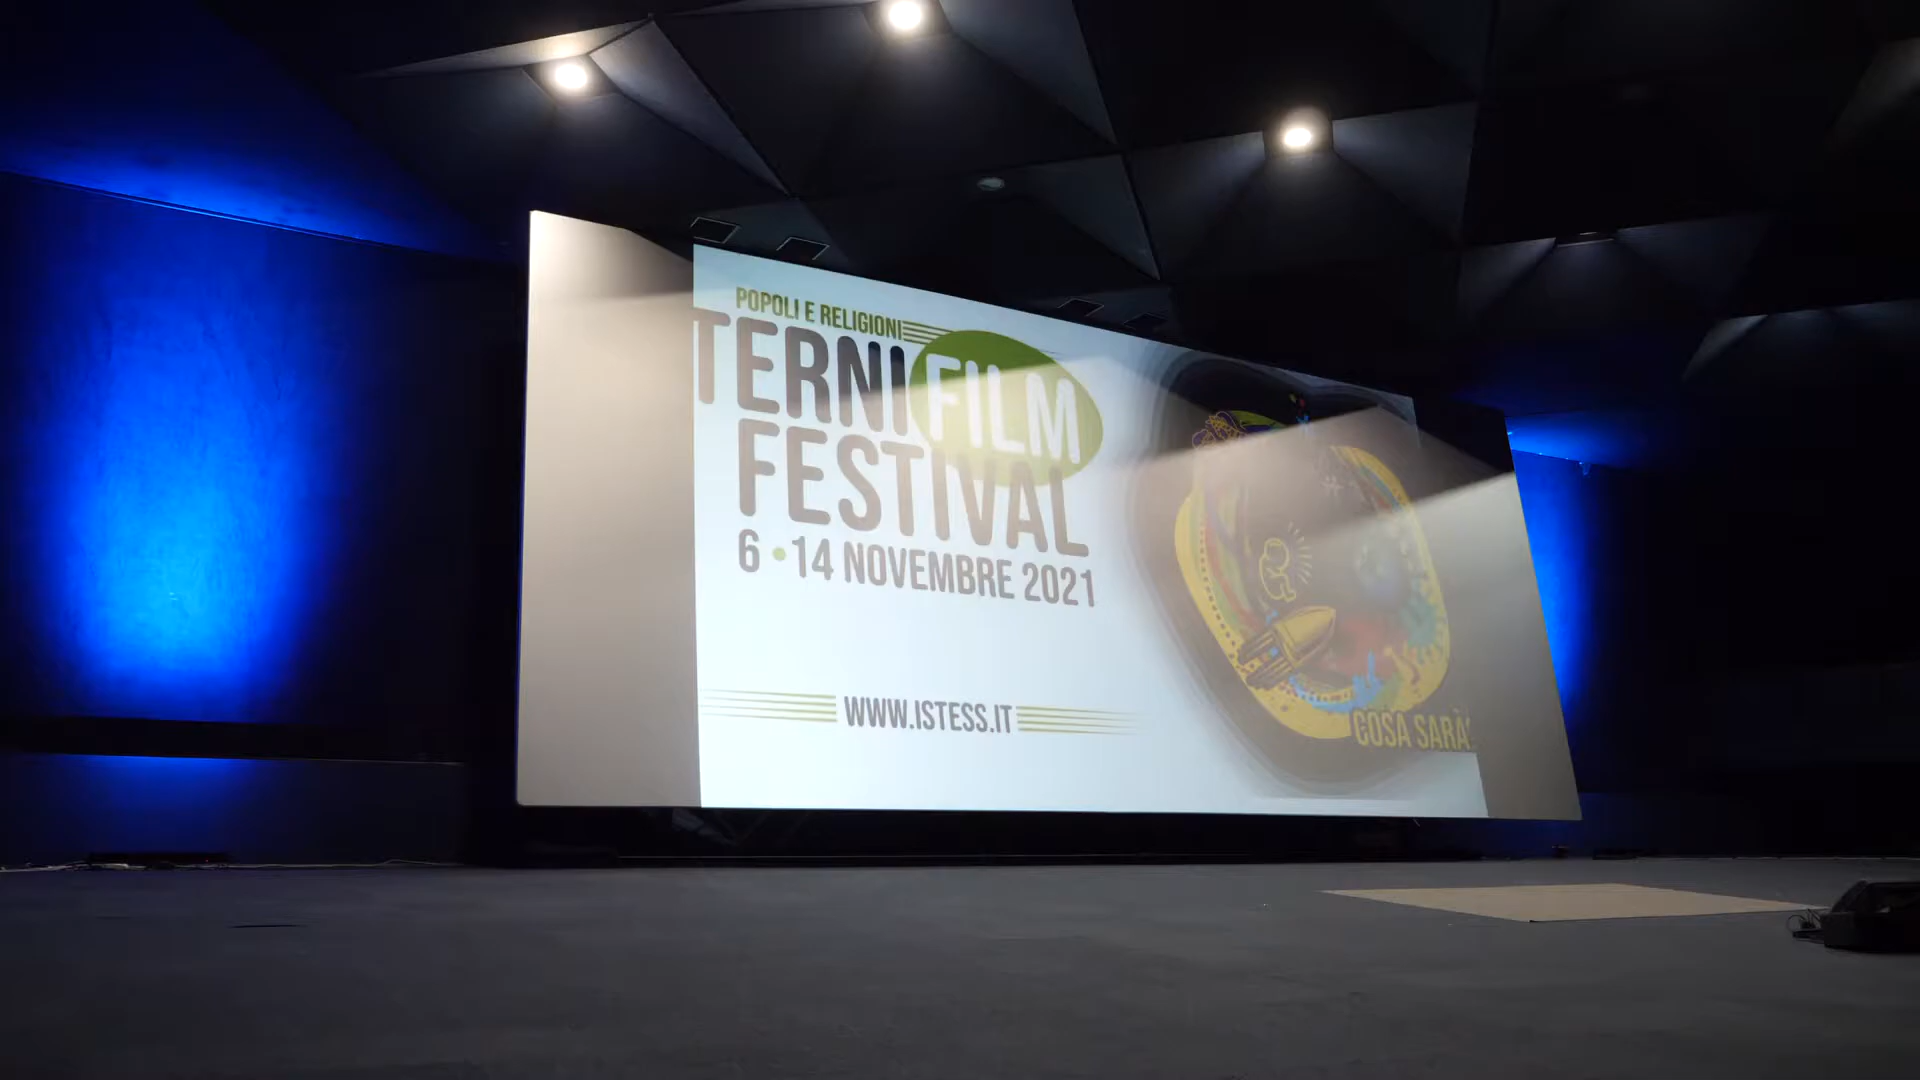 POPOLI E RELIGIONI
TERNI FILM
FESTIVAL
6 • 14 NOVEMBRE 2021
WWW.ISTESS.IT
COSA SARÀ